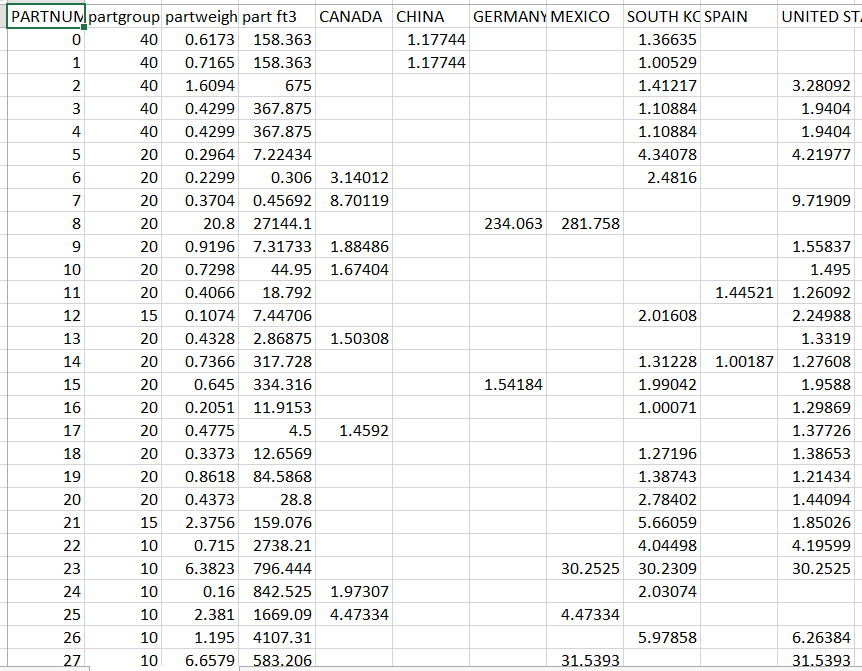 PARTNUM partgroup partweigh part ft3 CANADA CHINA GERMANY MEXICO SOUTH KO SPAIN UNITED STA
0 40 0.6173 158.363 1.17744 1.36635
1 40 0.7165 158.363 1.17744 1.00529
2 40 1.6094 675 1.41217 3.28092
3 40 0.4299 367.875 1.10884 1.9404
4 40 0.4299 367.875 1.10884 1.9404
5 20 0.2964 7.22434 4.34078 4.21977
6 20 0.2299 0.306 3.14012 2.4816
7 20 0.3704 0.45692 8.70119 9.71909
8 20 20.8 27144.1 234.063 281.758
9 20 0.9196 7.31733 1.88486 1.55837
10 20 0.7298 44.95 1.67404 1.495
11 20 0.4066 18.792 1.44521 1.26092
12 15 0.1074 7.44706 2.01608 2.24988
13 20 0.4328 2.86875 1.50308 1.3319
14 20 0.7366 317.728 1.31228 1.00187 1.27608
15 20 0.645 334.316 1.54184 1.99042 1.9588
16 20 0.2051 11.9153 1.00071 1.29869
17 20 0.4775 4.5 1.4592 1.37726
18 20 0.3373 12.6569 1.27196 1.38653
19 20 0.8618 84.5868 1.38743 1.21434
20 20 0.4373 28.8 2.78402 1.44094
21 15 2.3756 159.076 5.66059 1.85026
22 10 0.715 2738.21 4.04498 4.19599
23 10 6.3823 796.444 30.2525 30.2309 30.2525
24 10 0.16 842.525 1.97307 2.03074
25 10 2.381 1669.09 4.47334 4.47334
26 10 1.195 4107.31 5.97858 6.26384
27 10 6.6579 583.206 31.5393 31.5393